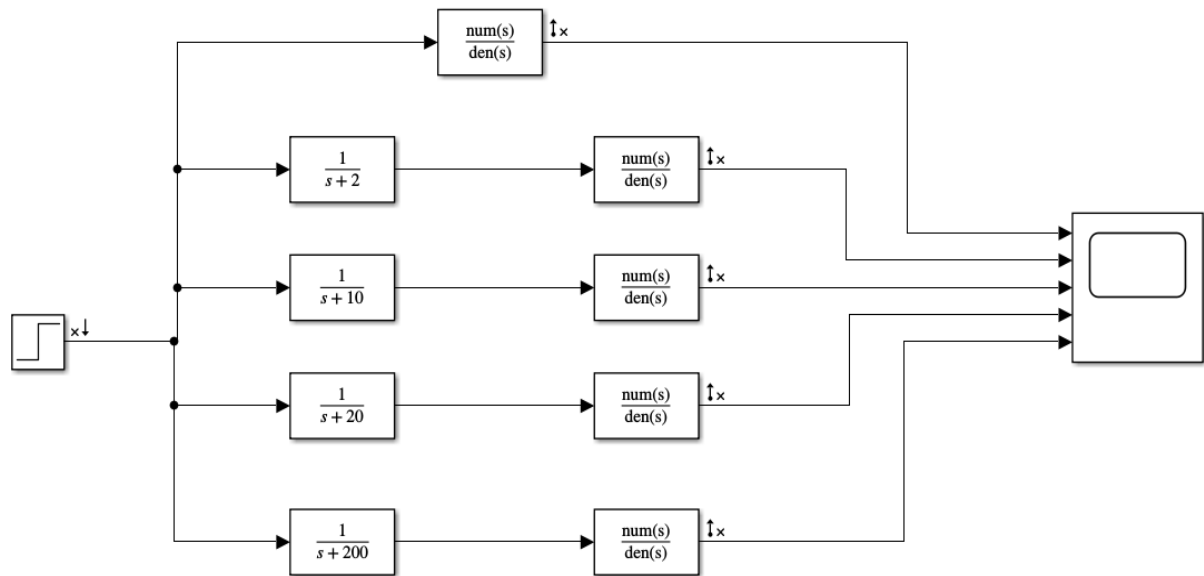 num(s)
den(s)
1
s + 2
num(s)
den(s)
1
s + 10
num(s)
den(s)
1
s + 20
num(s)
den(s)
1
s + 200
num(s)
den(s)